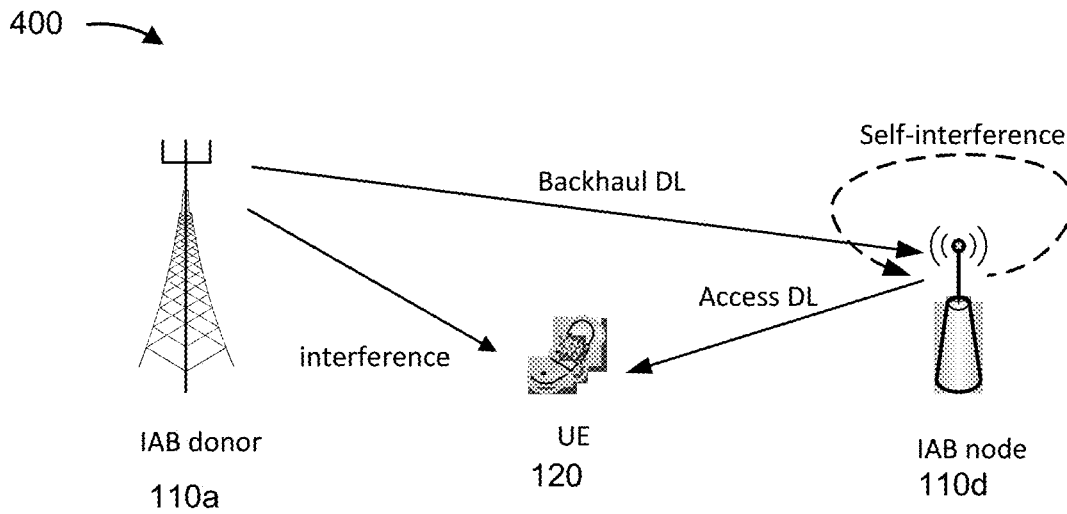 400
Self-interference
Backhaul DL
Access DL
interference
IAB donor
110a
UE
120
IAB node
110d